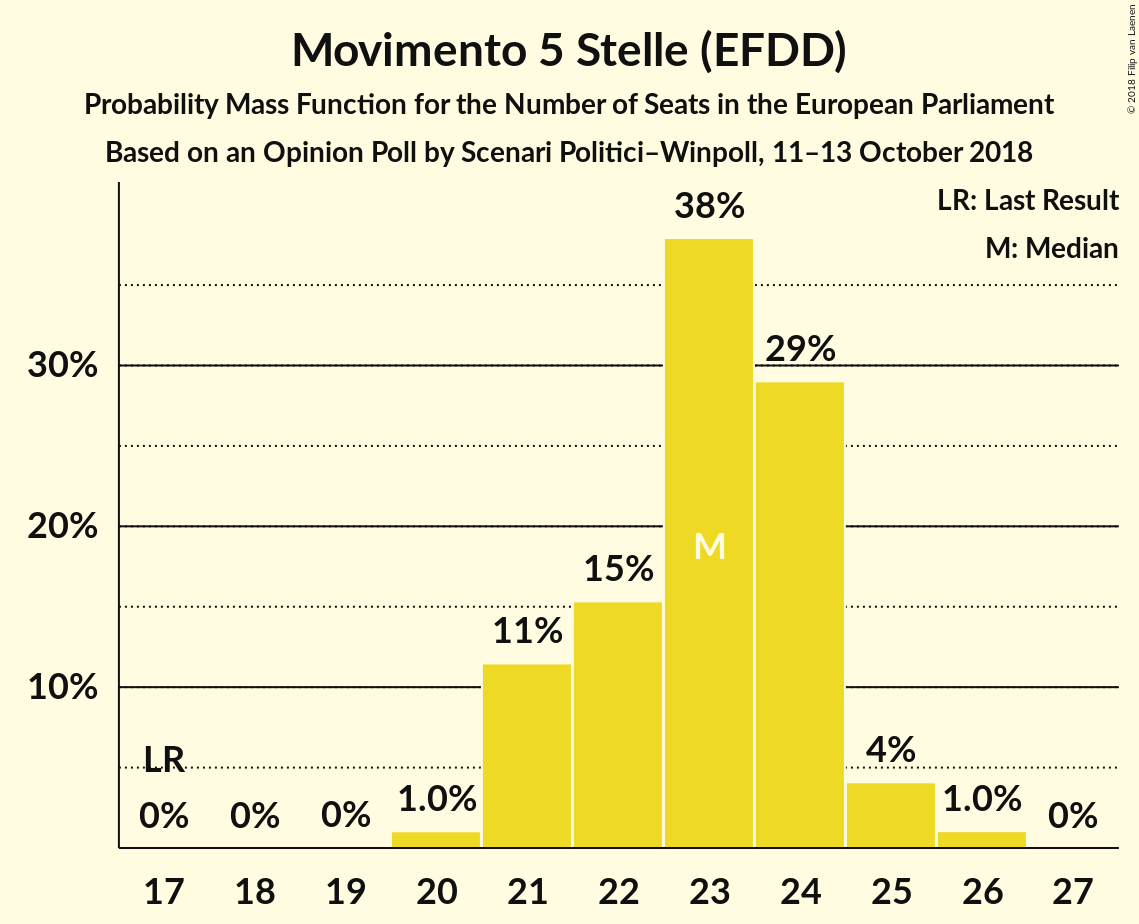 Movimento 5 Stelle (EFDD)
Probability Mass Function for the Number of Seats in the European Parliament
Based on an Opinion Poll by Scenari Politici–Winpoll, 11–13 October 2018
© 2018 Filip van Laenen
LR: Last Result
M: Median
38%
29%
30%
M
20%
15%
11%
10%
LR
4%
0%
0%
0%
1.0%
1.0%
0%
17 18 19 20 21 22 23 24 25 26 27